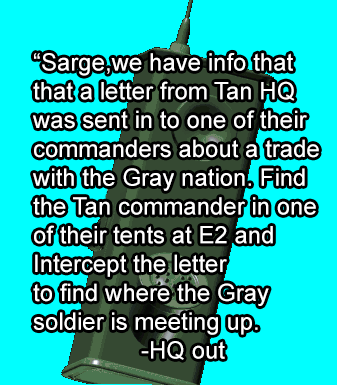 “Sarge,we have info that
that a letter from Tan HQ
was sent in to one of their
commanders about a trade
with the Gray nation. Find
the Tan commander in one
of their tents at E2 and
Intercept the letter
to find where the Gray
soldier is meeting up.
-HQ out